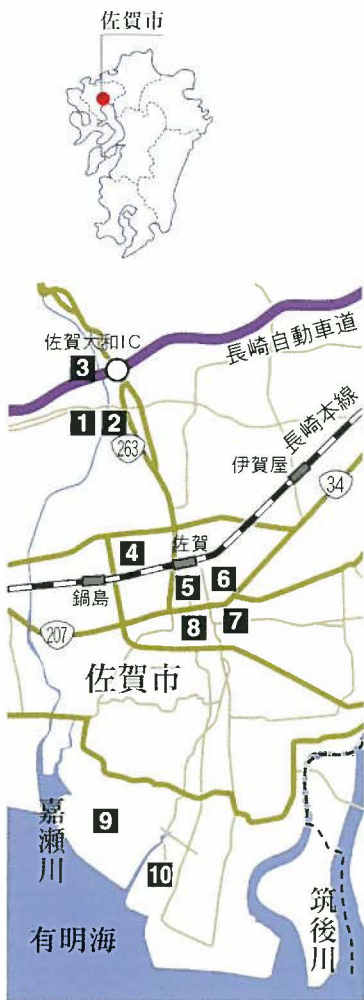 佐賀市
佐賀大和IC
長崎自動車道
3
1
2
263
長崎本線
伊賀屋
34
4
佐賀
5
6
鍋島
7
8
207
佐賀市
嘉瀬川
9
10
筑後川
有明海